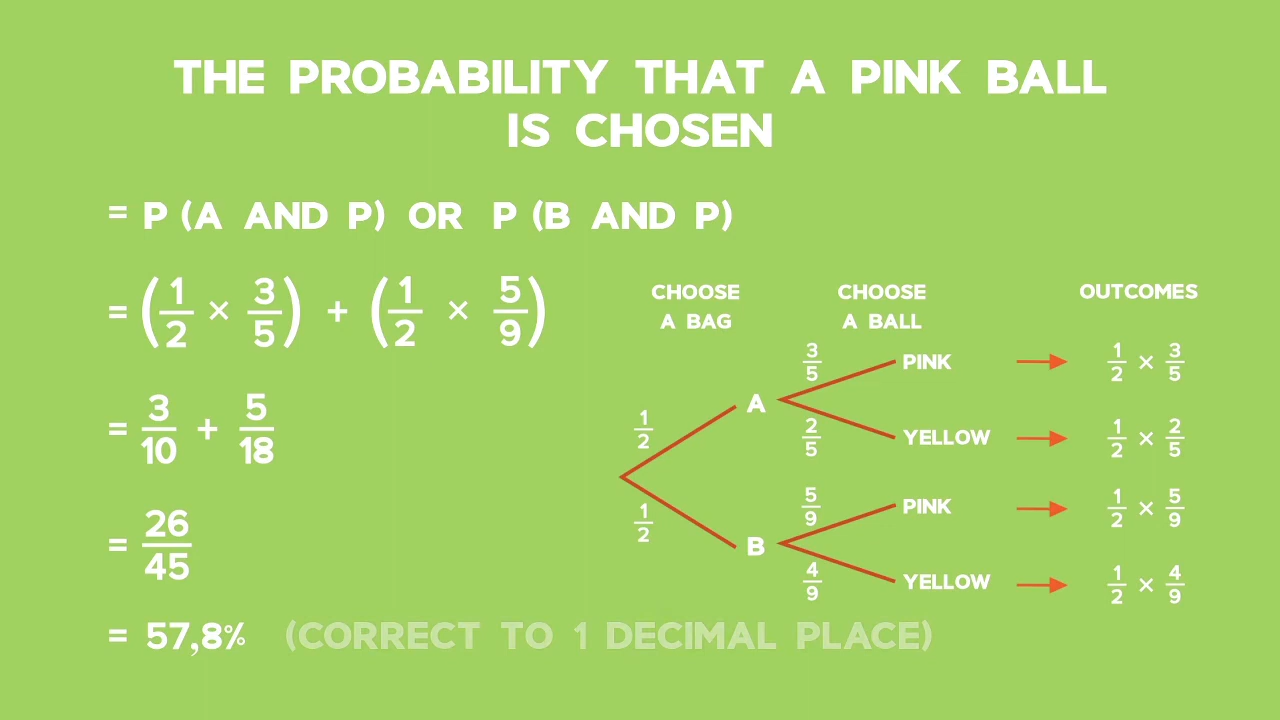 THE PROBABILITY THAT A PINK BALL
IS CHOSEN
= P (A AND P) OR P (B AND P)
= (1/2 × 3/5) + (1/2 × 5/9)
= 3/10 + 5/18
= 26/45
= 57,8% (CORRECT TO 1 DECIMAL PLACE)
CHOOSE
A BAG
CHOOSE
A BALL
OUTCOMES
1/2
A
3/5
PINK
1/2 × 3/5
2/5
YELLOW
1/2 × 2/5
1/2
B
5/9
PINK
1/2 × 5/9
4/9
YELLOW
1/2 × 4/9